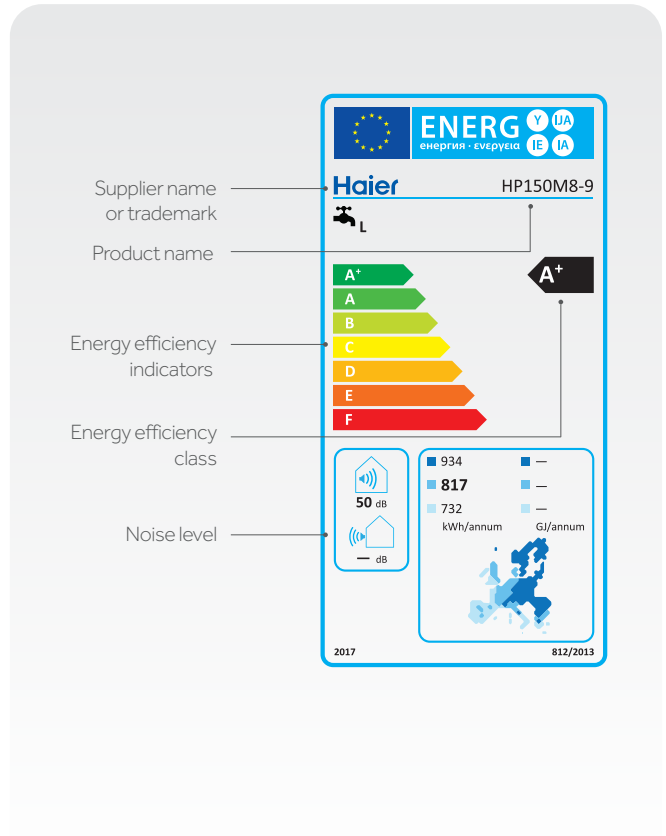 ENERG Y IJA
енергия · ενεργεια IE IA
Supplier name
or trademark
Haier HP150M8-9
L
Product name
A+ A+
A
B
Energy efficiency
indicators
C
D
E
F
Energy efficiency
class
934 —
817 —
732 —
kWh/annum GJ/annum
50 dB
Noise level
— dB
2017 812/2013